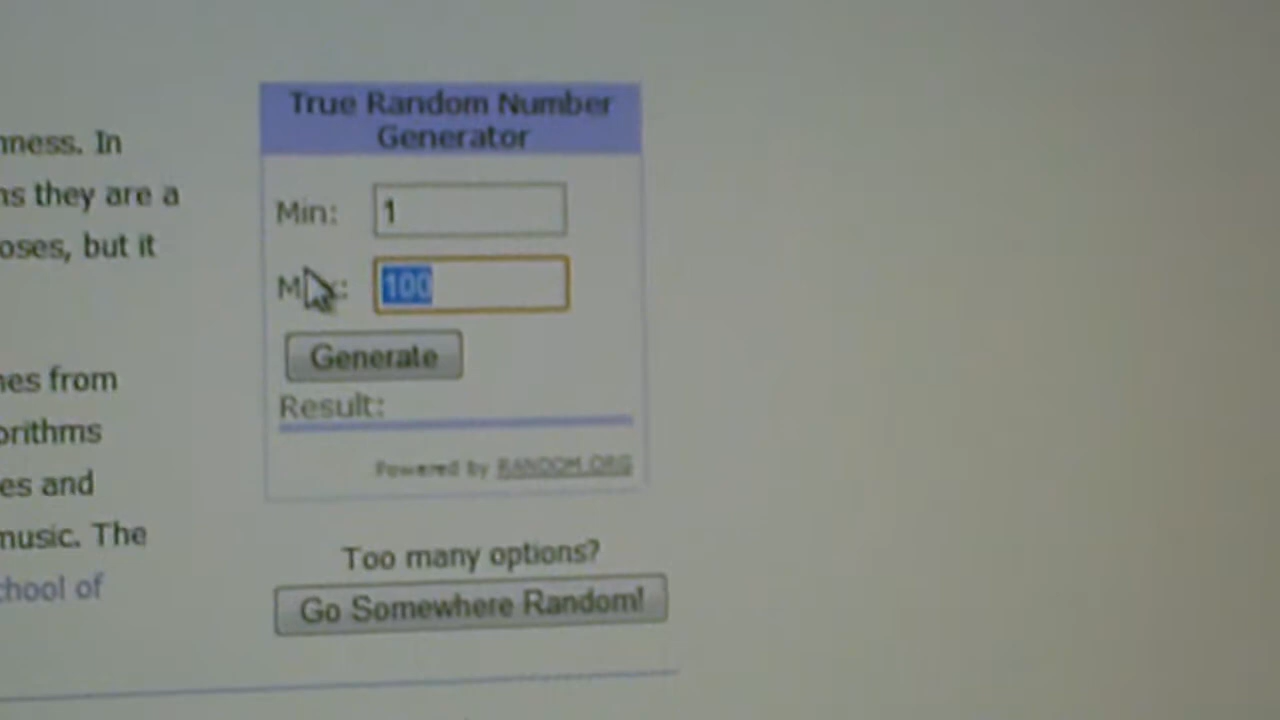 True Random Number
Generator
nness. In
ns they are a
oses, but it
Min: 1
100
Generate
Result:
nes from
orithms
es and
music. The
chool of
Powered by RANDOM.ORG
Too many options?
Go Somewhere Random!